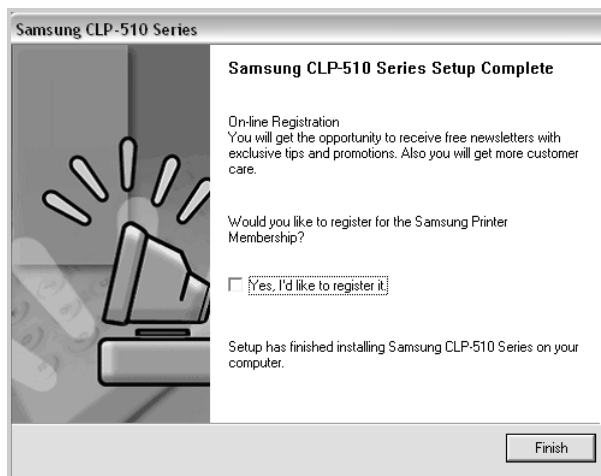 Samsung CLP-510 Series
Samsung CLP-510 Series Setup Complete
On-line Registration
You will get the opportunity to receive free newsletters with
exclusive tips and promotions. Also you will get more customer
care.
Would you like to register for the Samsung Printer
Membership?
Yes, I'd like to register it.
Setup has finished installing Samsung CLP-510 Series on your
computer.
Finish